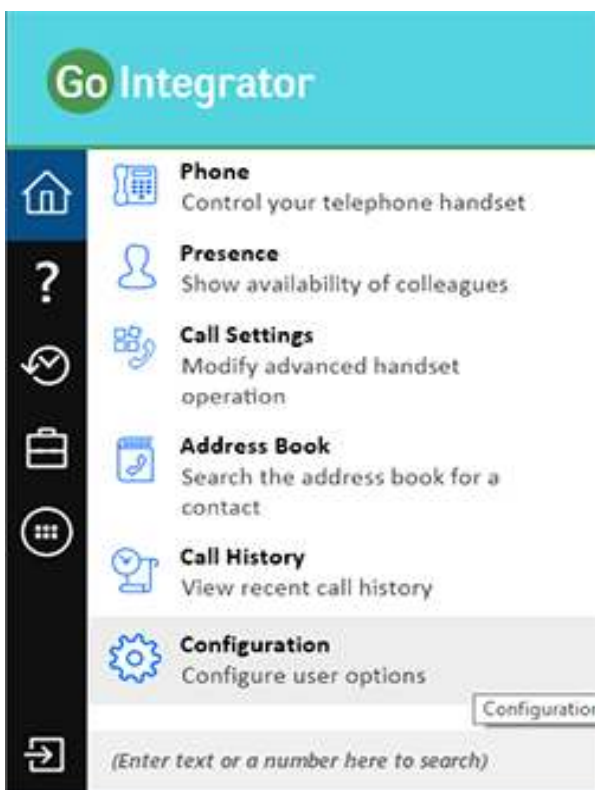 Go Integrator
Phone
Control your telephone handset
Presence
Show availability of colleagues
Call Settings
Modify advanced handset
operation
Address Book
Search the address book for a
contact
Call History
View recent call history
Configuration
Configure user options
Configuration
(Enter text or a number here to search)